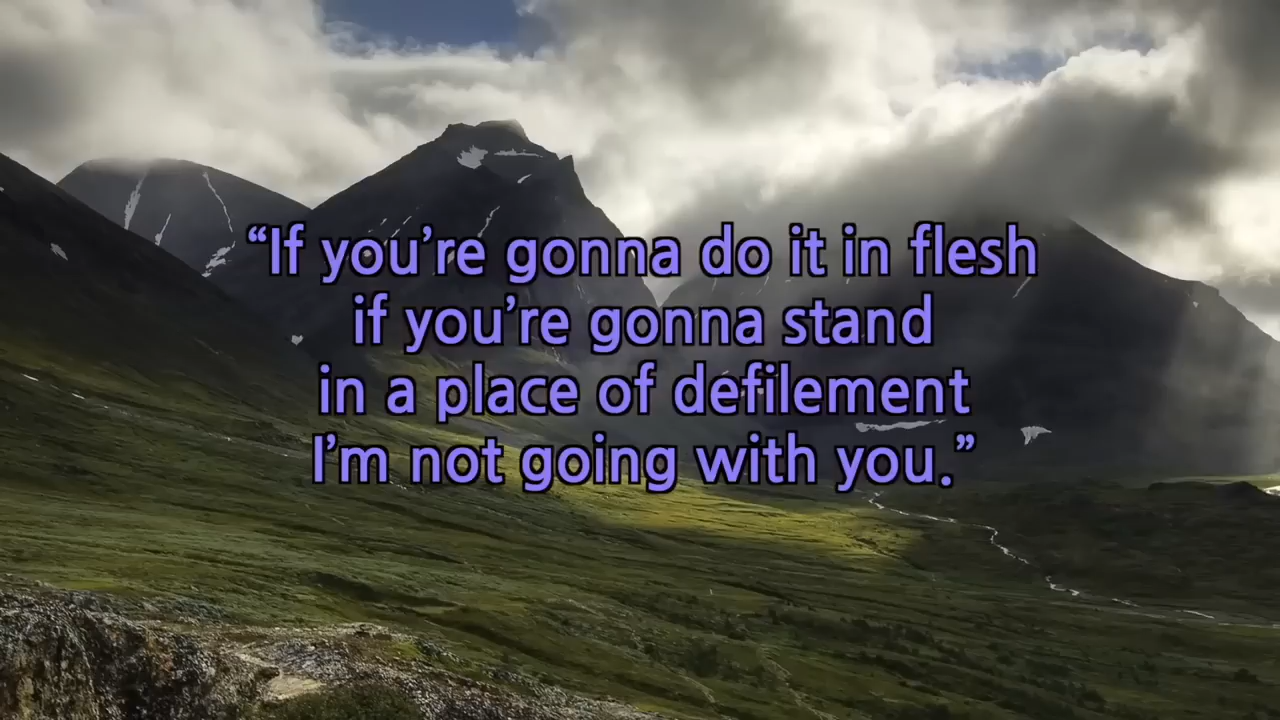 “If you’re gonna do it in flesh
if you’re gonna stand
in a place of defilement
I’m not going with you.”